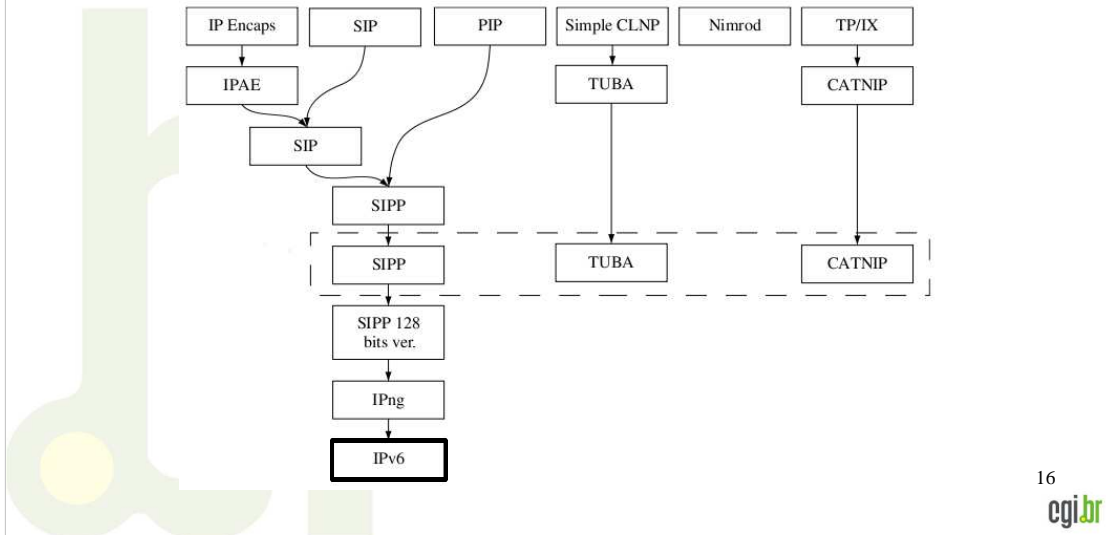 IP Encaps
SIP
PIP
Simple CLNP
Nimrod
TP/IX
IPAE
TUBA
CATNIP
SIP
SIPP
SIPP
TUBA
CATNIP
SIPP 128
bits ver.
IPng
IPv6
16
cgi.br